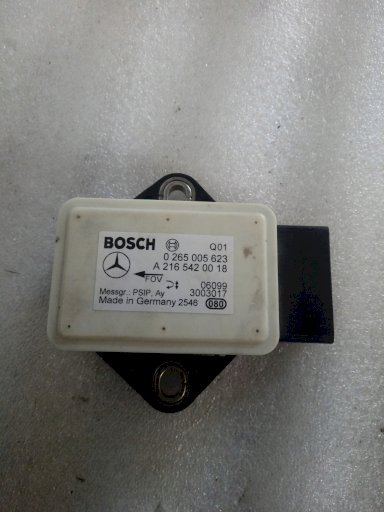 BOSCH Q01
0 265 005 623
A 216 542 00 18
FOV 06099
Messgr.: PSIP, Ay 3003017
Made in Germany 2546 080